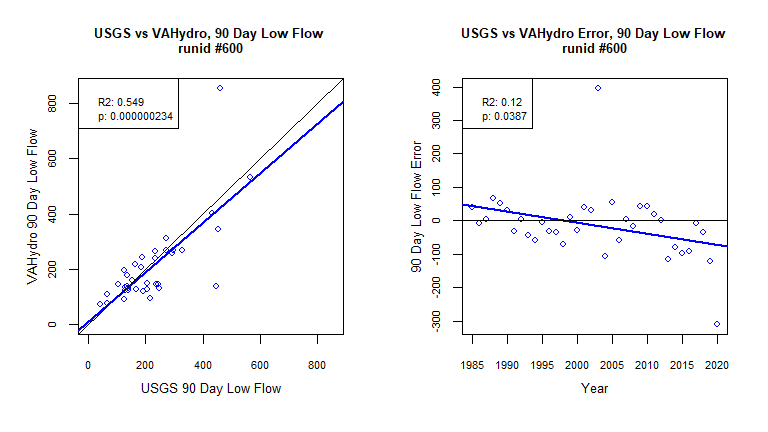 USGS vs VAHydro, 90 Day Low Flow
runid #600
R2: 0.549
p: 0.000000234
VAHydro 90 Day Low Flow
0
200
400
600
800
0 200 400 600 800
USGS 90 Day Low Flow
USGS vs VAHydro Error, 90 Day Low Flow
runid #600
R2: 0.12
p: 0.0387
90 Day Low Flow Error
-300
-200
-100
0
100
200
300
400
1985 1990 1995 2000 2005 2010 2015 2020
Year